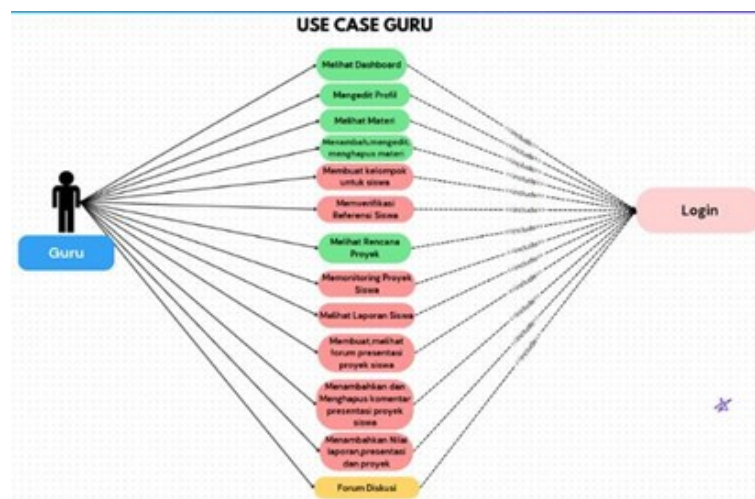 USE CASE GURU
Melihat Dashboard
Mengedit Profil
Melihat Materi
Menambah,mengedit,
menghapus materi
Membuat kelompok
untuk siswa
Memverifikasi
Referensi Siswa
Melihat Rencana
Proyek
Memonitoring Proyek
Siswa
Melihat Laporan Siswa
Membuat,melihat
forum presentasi
proyek siswa
Menambahkan dan
Menghapus komentar
presentasi proyek
siswa
Menambahkan Nilai
laporan,presentasi
dan proyek
Forum Diskusi
Guru
Login